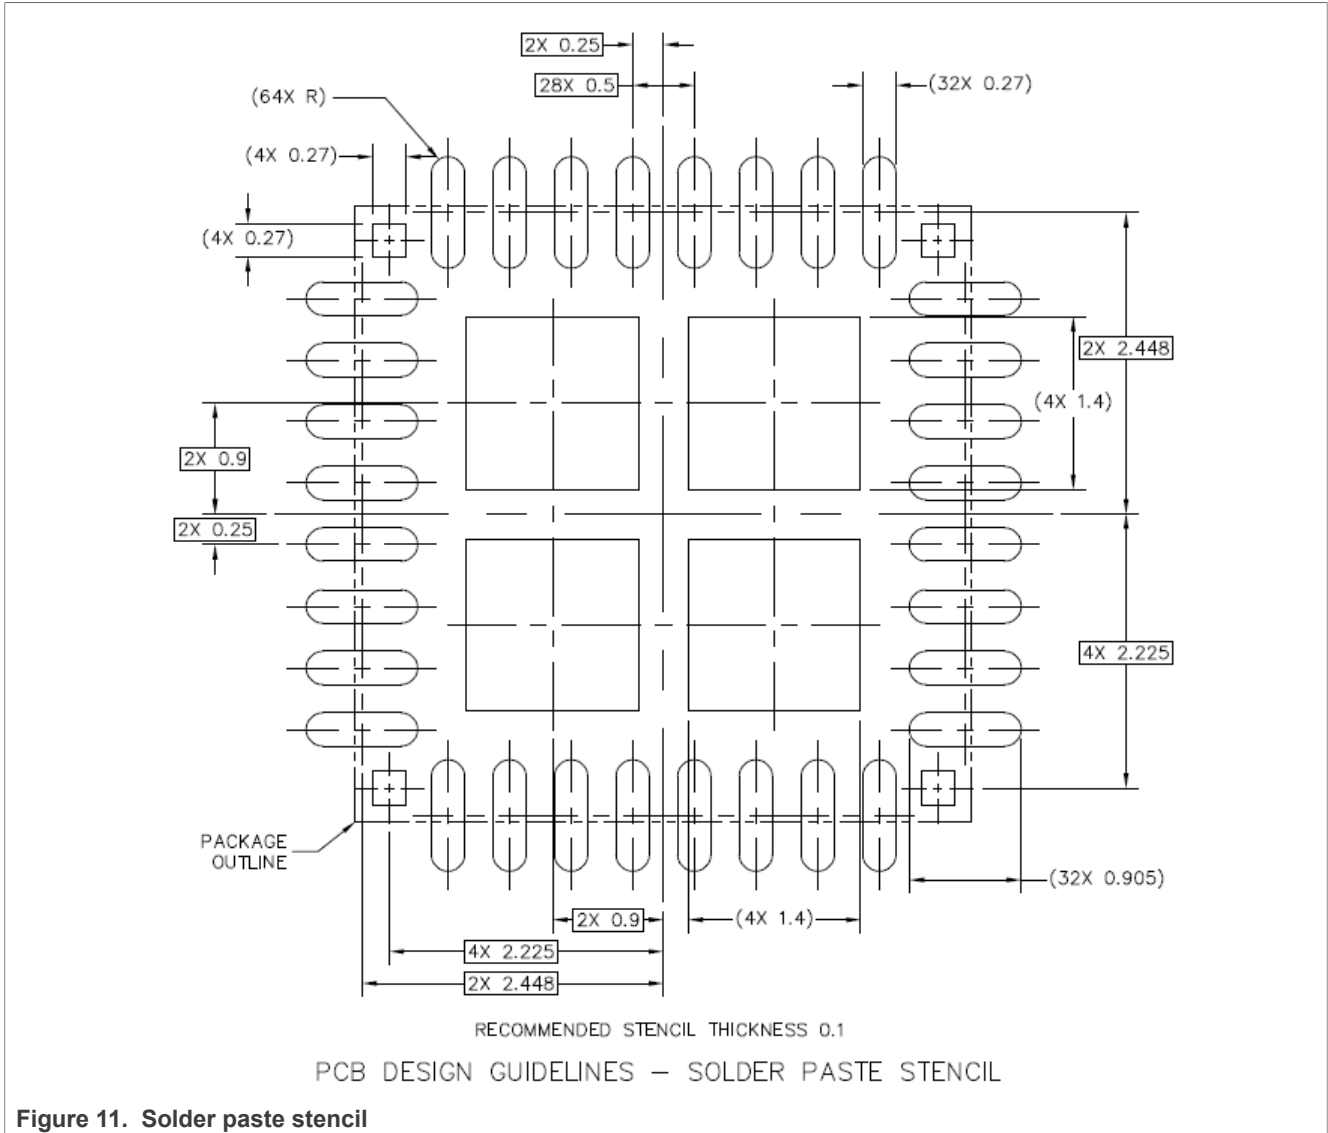 2X 0.25
28X 0.5
(32X 0.27)
(64X R)
(4X 0.27)
(4X 0.27)
2X 2.448
(4X 1.4)
2X 0.9
2X 0.25
4X 2.225
PACKAGE
OUTLINE
(32X 0.905)
2X 0.9
(4X 1.4)
4X 2.225
2X 2.448
RECOMMENDED STENCIL THICKNESS 0.1
PCB DESIGN GUIDELINES – SOLDER PASTE STENCIL
Figure 11. Solder paste stencil